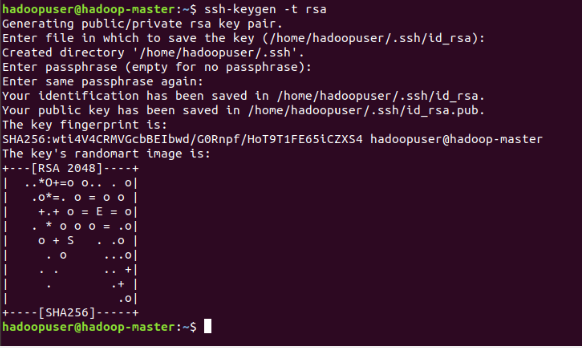 hadoopuser@hadoop-master:~$ ssh-keygen -t rsa
Generating public/private rsa key pair.
Enter file in which to save the key (/home/hadoopuser/.ssh/id_rsa):
Created directory '/home/hadoopuser/.ssh'.
Enter passphrase (empty for no passphrase):
Enter same passphrase again:
Your identification has been saved in /home/hadoopuser/.ssh/id_rsa.
Your public key has been saved in /home/hadoopuser/.ssh/id_rsa.pub.
The key fingerprint is:
SHA256:wti4V4CRMVGcbBEIbwd/G0Rnpf/HoT9T1FE65iCZXS4 hadoopuser@hadoop-master
The key's randomart image is:
+---[RSA 2048]----+
|  ..*O+=o o.. . o|
|   .o*=. o = o o |
|    +.+ o = E = o|
|   . * o o o = .o|
|    o + S   . .o |
|     . o     ...o|
|    . .      .. +|
|     .        .+ |
|               .o|
+----[SHA256]-----+
hadoopuser@hadoop-master:~$